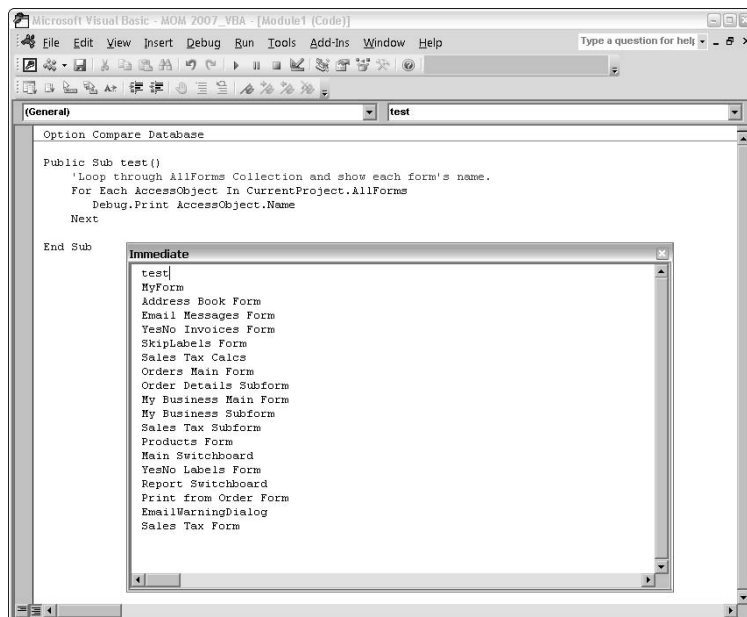 Microsoft Visual Basic - MOM 2007_VBA - [Module1 (Code)]
File Edit View Insert Debug Run Tools Add-Ins Window Help
Type a question for help
(General)
test
Option Compare Database
Public Sub test()
'Loop through AllForms Collection and show each form's name.
For Each AccessObject In CurrentProject.AllForms
Debug.Print AccessObject.Name
Next
End Sub
Immediate
test
MyForm
Address Book Form
Email Messages Form
YesNo Invoices Form
SkipLabels Form
Sales Tax Calcs
Orders Main Form
Order Details Subform
My Business Main Form
My Business Subform
Sales Tax Subform
Products Form
Main Switchboard
YesNo Labels Form
Report Switchboard
Print from Order Form
EmailWarningDialog
Sales Tax Form